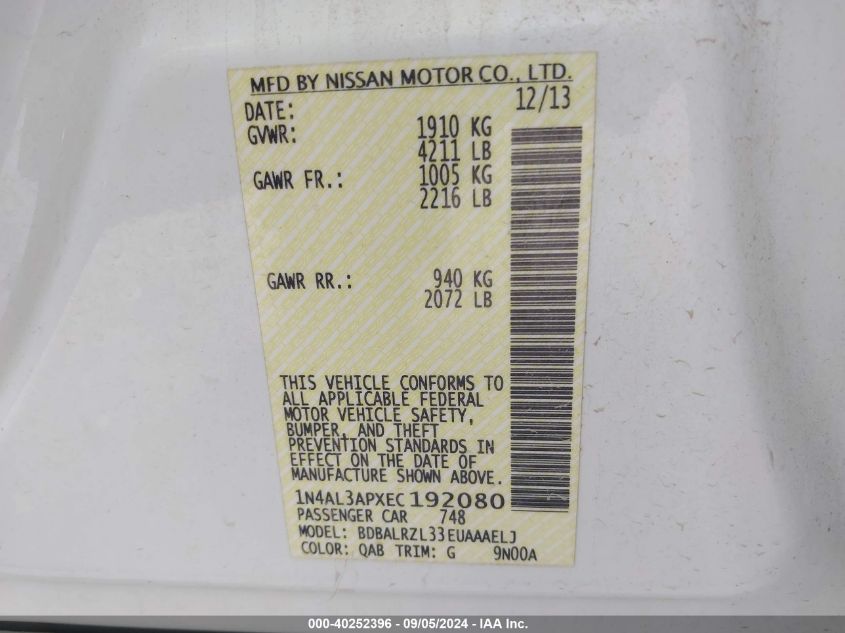 MFD BY NISSAN MOTOR CO., LTD.
DATE: 12/13
GVWR: 1910 KG
4211 LB
GAWR FR.: 1005 KG
2216 LB
GAWR RR.: 940 KG
2072 LB
THIS VEHICLE CONFORMS TO
ALL APPLICABLE FEDERAL
MOTOR VEHICLE SAFETY,
BUMPER, AND THEFT
PREVENTION STANDARDS IN
EFFECT ON THE DATE OF
MANUFACTURE SHOWN ABOVE.
1N4AL3APXEC192080
PASSENGER CAR 748
MODEL: BDBALRZL33EUAAAELJ
COLOR: QAB TRIM: G 9N00A
000-40252396 - 09/05/2024 - IAA Inc.